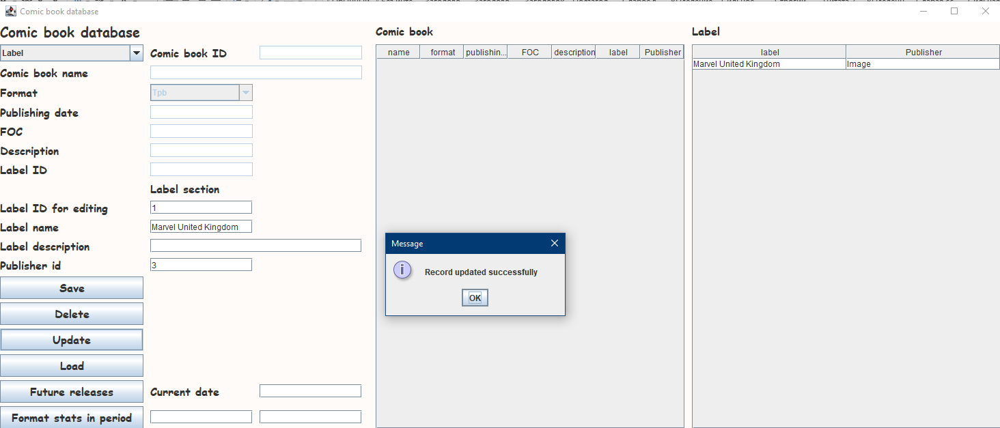 Comic book database
Comic book database
Label
Comic book ID
Comic book name
Format
Tpb
Publishing date
FOC
Description
Label ID
Label section
Label ID for editing
1
Label name
Marvel United Kingdom
Label description
Publisher id
3
Save
Delete
Update
Load
Future releases
Current date
Format stats in period
Comic book
name format publishin... FOC description label Publisher
Label
label Publisher
Marvel United Kingdom Image
Message
Record updated successfully
OK